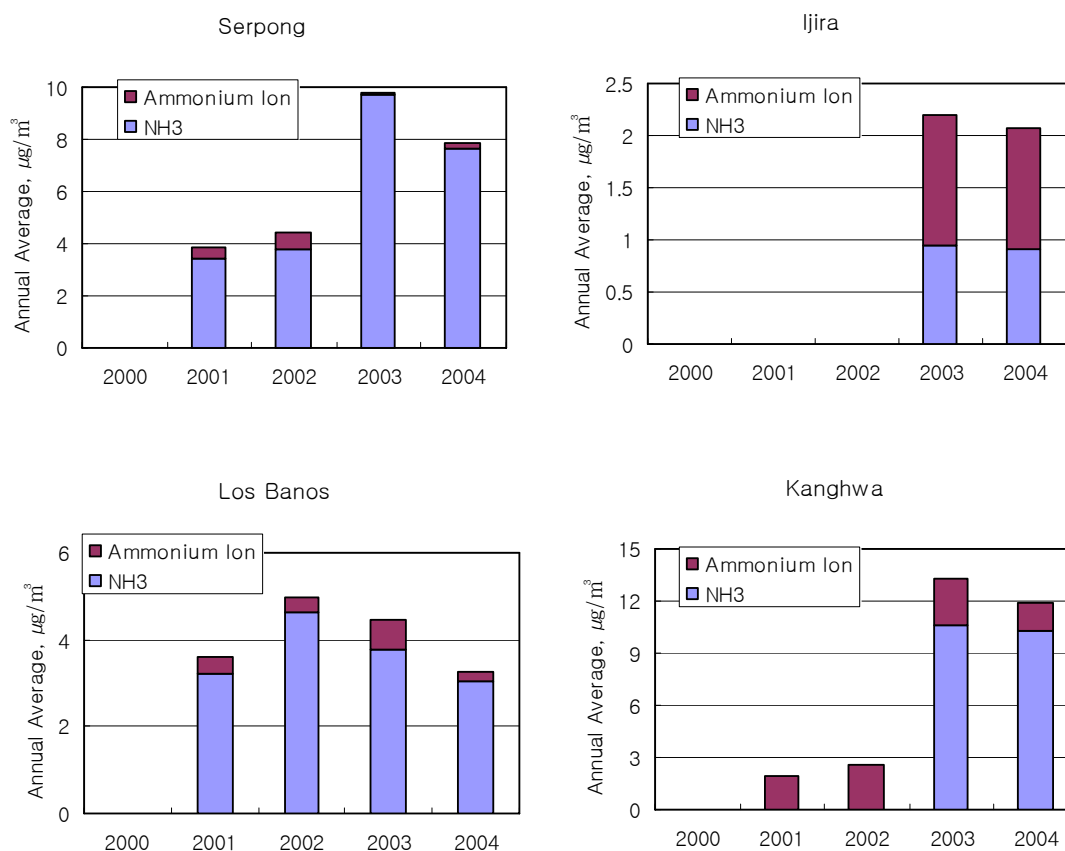 Serpong
Annual Average, μg/㎥
10
8
6
4
2
0
Ammonium Ion
NH3
2000 2001 2002 2003 2004
Ijira
Annual Average, μg/㎥
2.5
2
1.5
1
0.5
0
Ammonium Ion
NH3
2000 2001 2002 2003 2004
Los Banos
Annual Average, μg/㎥
6
4
2
0
Ammonium Ion
NH3
2000 2001 2002 2003 2004
Kanghwa
Annual Average, μg/㎥
15
12
9
6
3
0
Ammonium Ion
NH3
2000 2001 2002 2003 2004